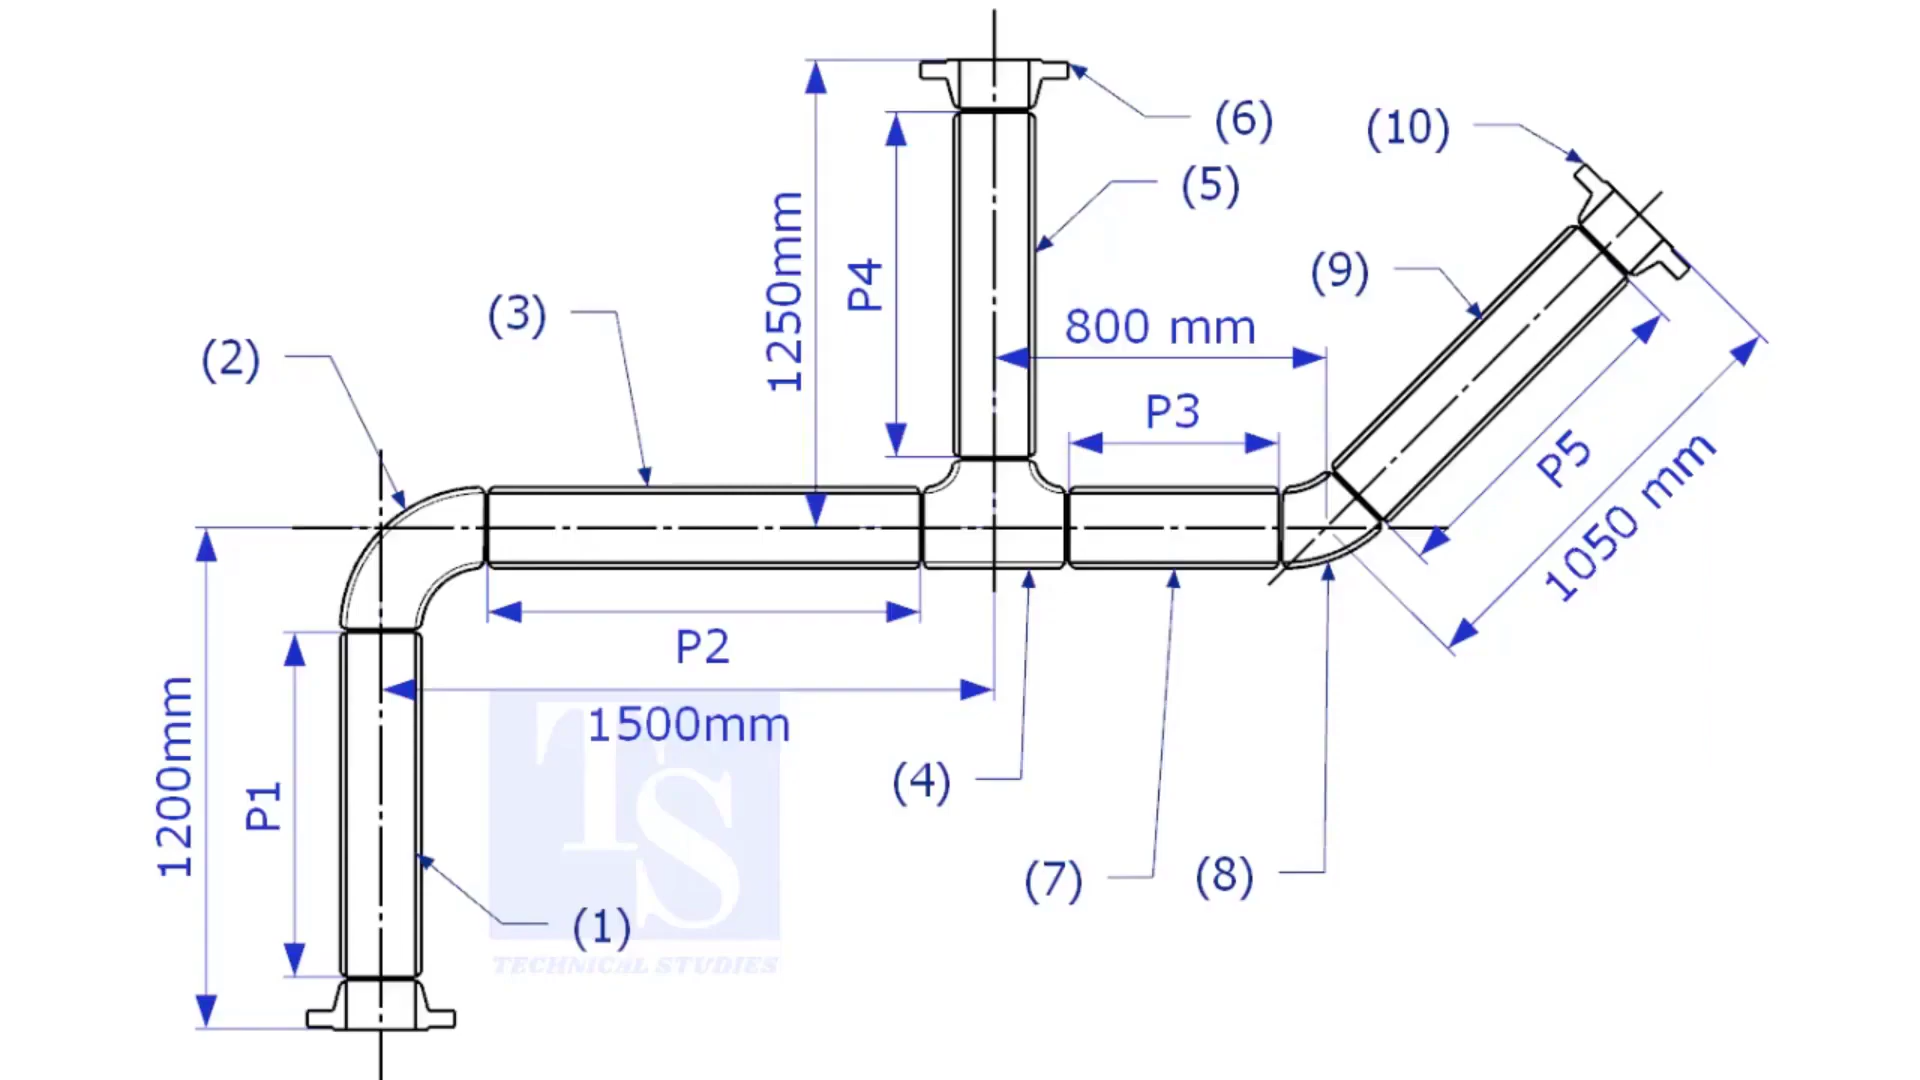 (6)
(10)
(5)
1250mm
P4
(9)
(3)
800 mm
(2)
P3
P5
1050 mm
P2
1500mm
TS
1200mm
P1
(4)
(7)
(8)
(1)
TECHNICAL STUDIES